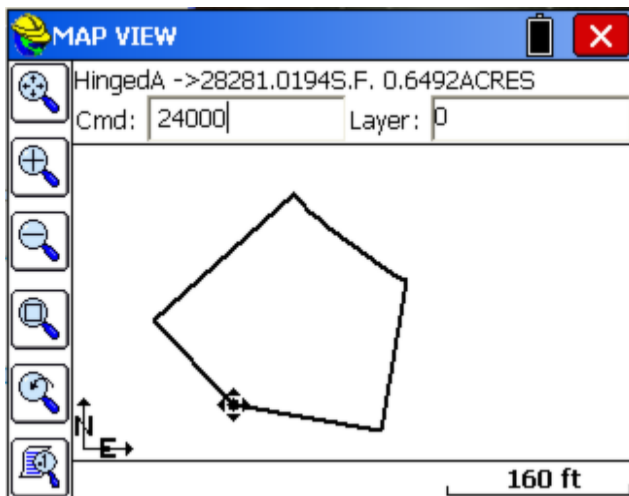 MAP VIEW
HingedA ->28281.0194S.F. 0.6492ACRES
Cmd: 24000 Layer: 0
N
E
160 ft